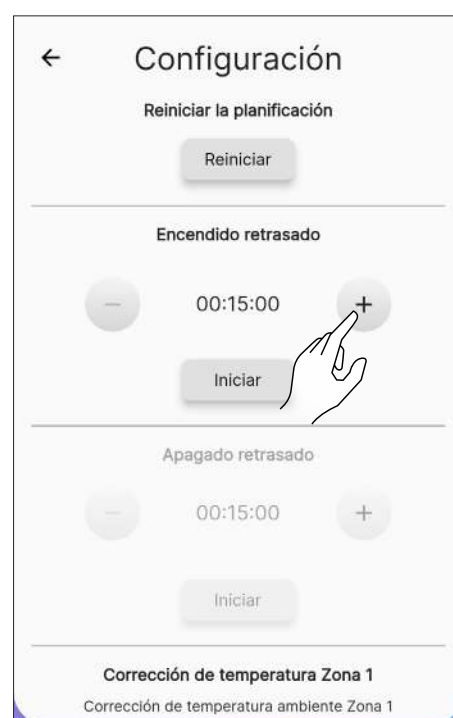 ← Configuración
Reiniciar la planificación
Reiniciar
Encendido retrasado
− 00:15:00 +
Iniciar
Apagado retrasado
− 00:15:00 +
Iniciar
Corrección de temperatura Zona 1
Corrección de temperatura ambiente Zona 1